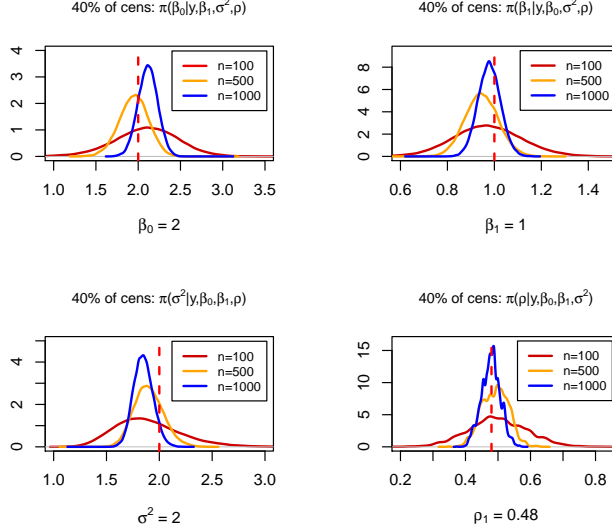 40% of cens: π(β₀|y,β₁,σ²,ρ)
4
3
2
1
0
n=100
n=500
n=1000
1.0 1.5 2.0 2.5 3.0 3.5
β₀ = 2
40% of cens: π(β₁|y,β₀,σ²,ρ)
8
6
4
2
0
n=100
n=500
n=1000
0.6 0.8 1.0 1.2 1.4
β₁ = 1
40% of cens: π(σ²|y,β₀,β₁,ρ)
4
2
0
n=100
n=500
n=1000
1.0 1.5 2.0 2.5 3.0
σ² = 2
40% of cens: π(ρ|y,β₀,β₁,σ²)
15
10
5
0
n=100
n=500
n=1000
0.2 0.4 0.6 0.8
ρ₁ = 0.48